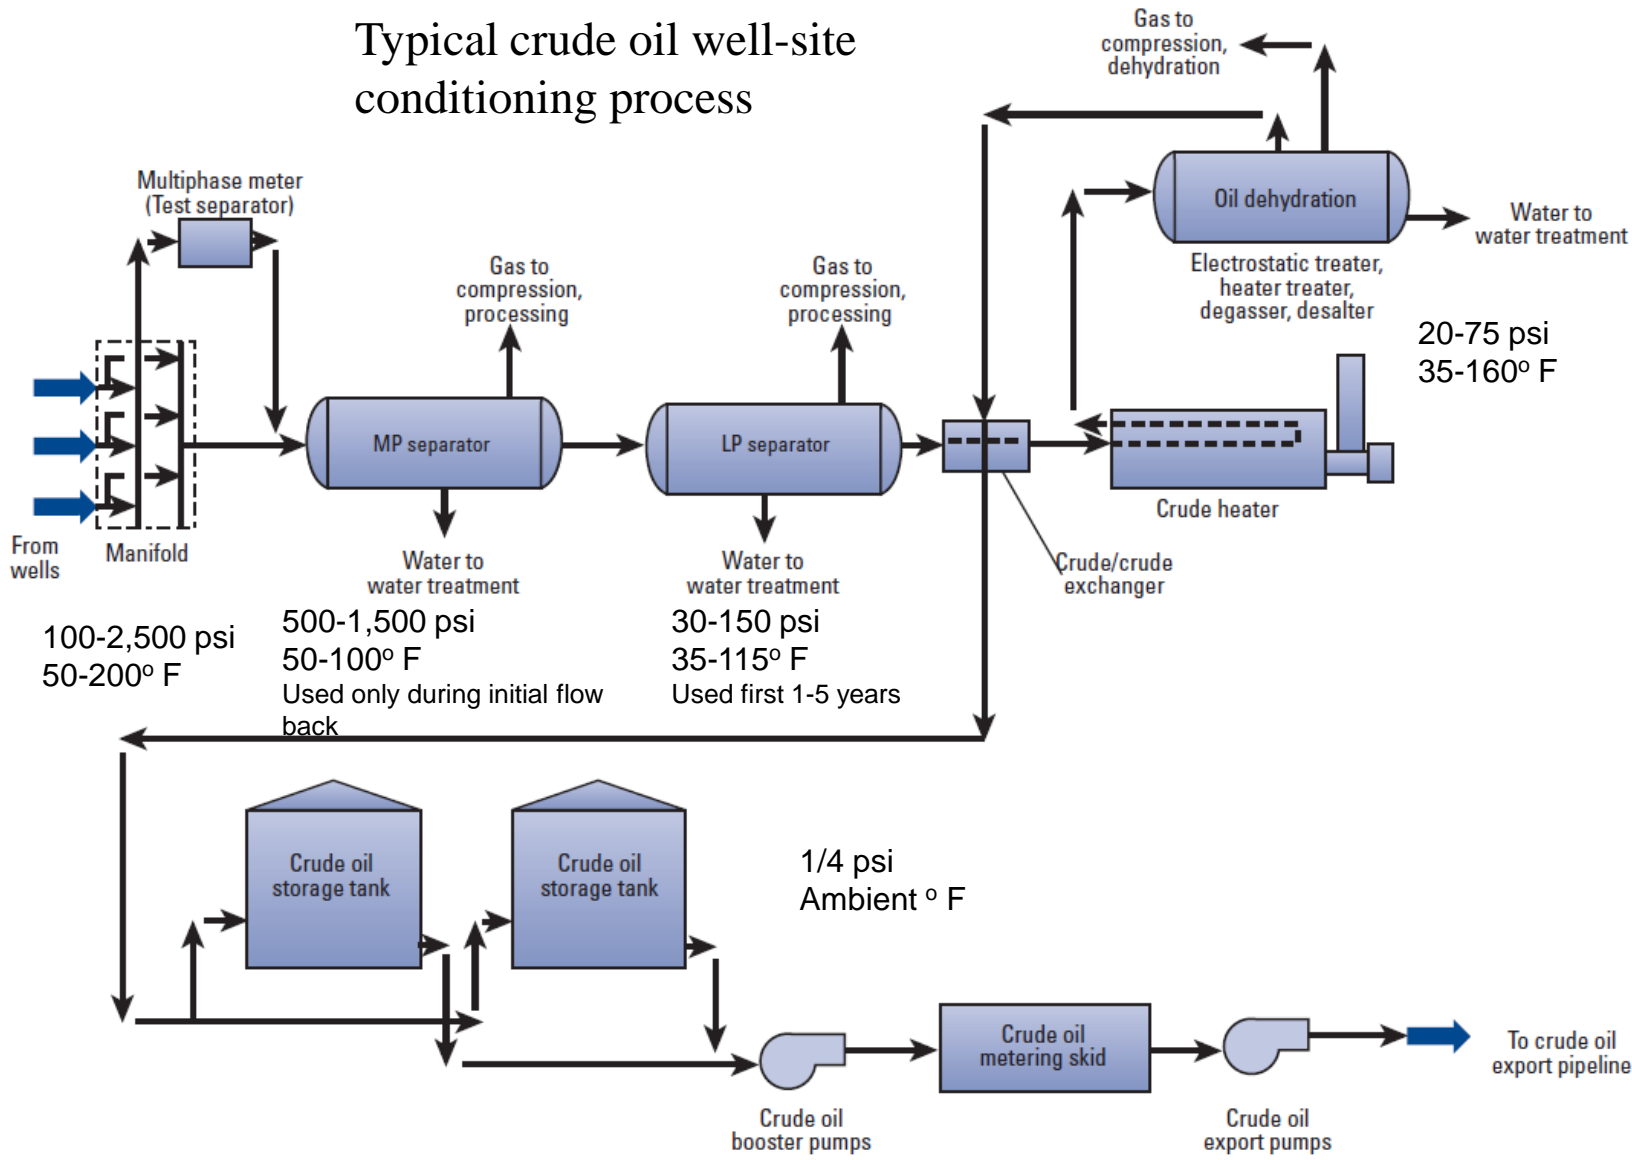 Typical crude oil well-site
conditioning process
Gas to
compression,
dehydration
Multiphase meter
(Test separator)
Oil dehydration
Water to
water treatment
Electrostatic treater,
heater treater,
degasser, desalter
20-75 psi
35-160º F
Gas to
compression,
processing
Gas to
compression,
processing
MP separator
LP separator
Crude heater
From
wells
Manifold
Water to
water treatment
Water to
water treatment
Crude/crude
exchanger
100-2,500 psi
50-200º F
500-1,500 psi
50-100º F
Used only during initial flow
back
30-150 psi
35-115º F
Used first 1-5 years
Crude oil
storage tank
Crude oil
storage tank
1/4 psi
Ambient º F
Crude oil
metering skid
To crude oil
export pipeline
Crude oil
booster pumps
Crude oil
export pumps